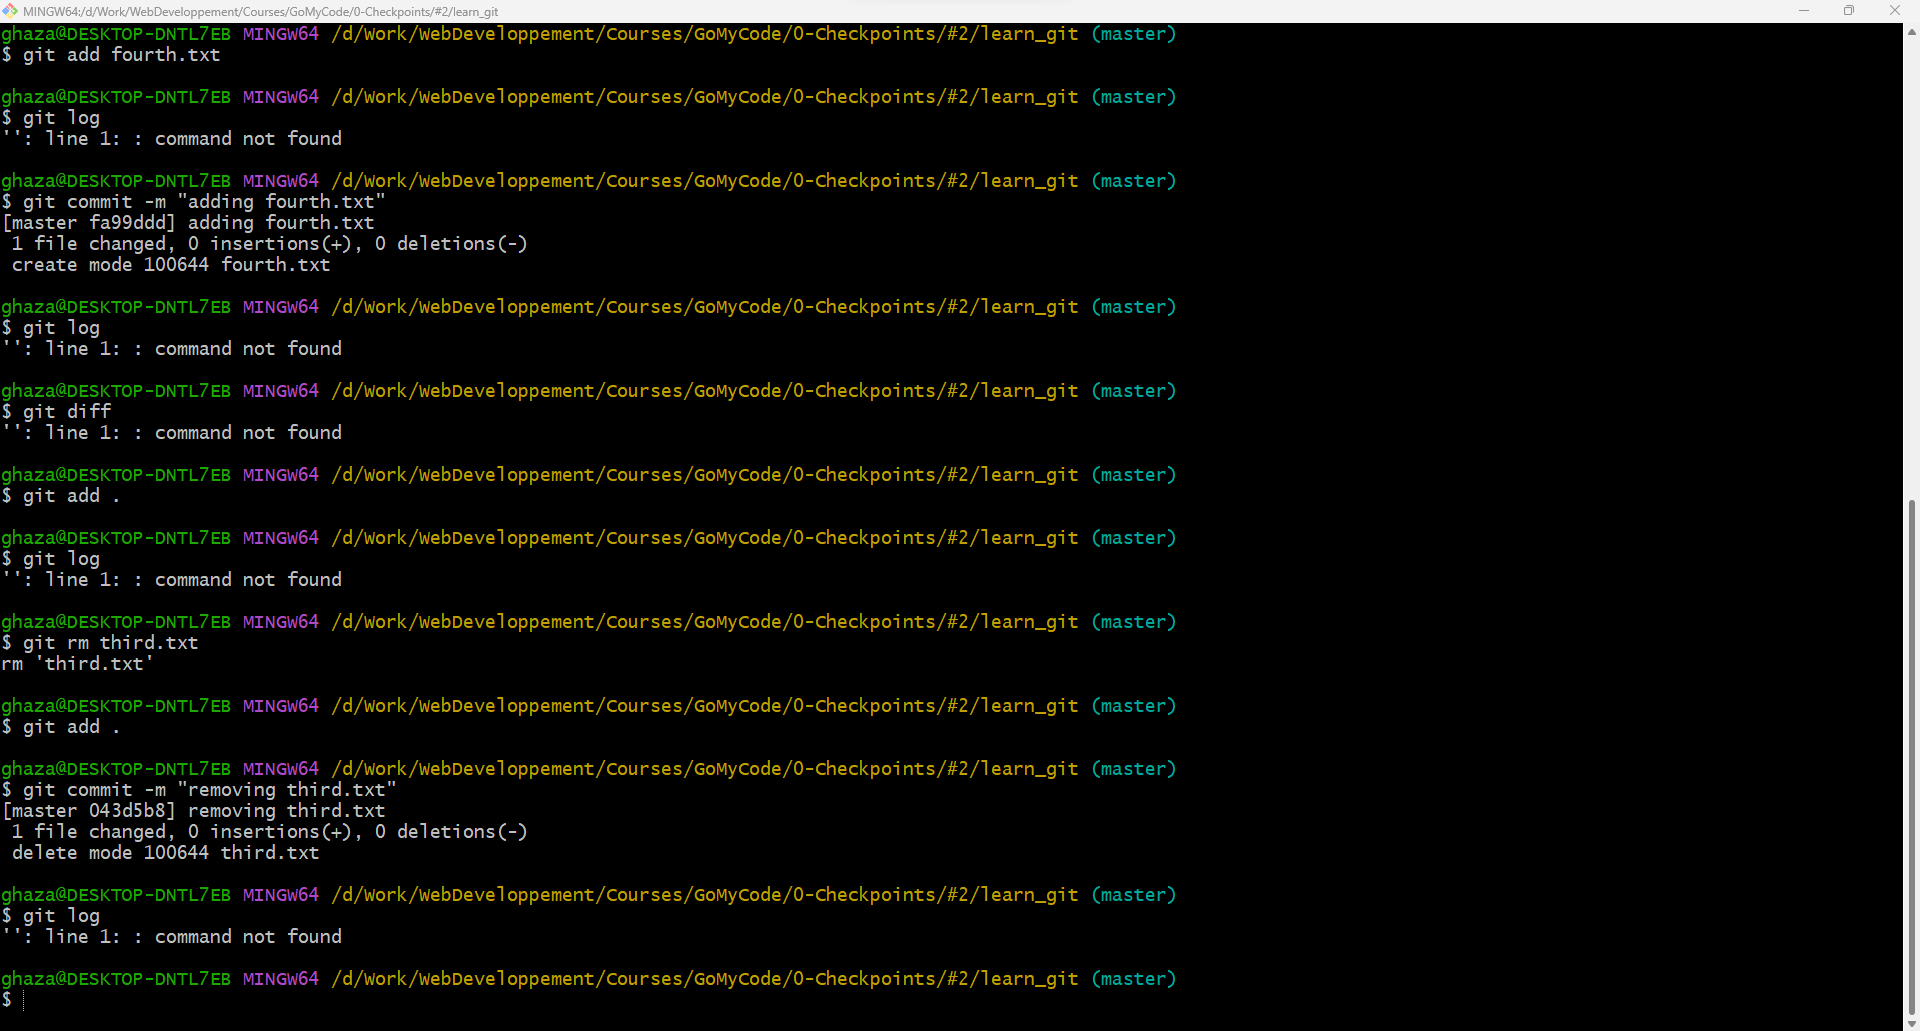 MINGW64:/d/Work/WebDeveloppement/Courses/GoMyCode/0-Checkpoints/#2/learn_git
ghaza@DESKTOP-DNTL7EB MINGW64 /d/Work/WebDeveloppement/Courses/GoMyCode/0-Checkpoints/#2/learn_git (master)
$ git add fourth.txt
ghaza@DESKTOP-DNTL7EB MINGW64 /d/Work/WebDeveloppement/Courses/GoMyCode/0-Checkpoints/#2/learn_git (master)
$ git log
'': line 1: : command not found
ghaza@DESKTOP-DNTL7EB MINGW64 /d/Work/WebDeveloppement/Courses/GoMyCode/0-Checkpoints/#2/learn_git (master)
$ git commit -m "adding fourth.txt"
[master fa99ddd] adding fourth.txt
 1 file changed, 0 insertions(+), 0 deletions(-)
 create mode 100644 fourth.txt
ghaza@DESKTOP-DNTL7EB MINGW64 /d/Work/WebDeveloppement/Courses/GoMyCode/0-Checkpoints/#2/learn_git (master)
$ git log
'': line 1: : command not found
ghaza@DESKTOP-DNTL7EB MINGW64 /d/Work/WebDeveloppement/Courses/GoMyCode/0-Checkpoints/#2/learn_git (master)
$ git diff
'': line 1: : command not found
ghaza@DESKTOP-DNTL7EB MINGW64 /d/Work/WebDeveloppement/Courses/GoMyCode/0-Checkpoints/#2/learn_git (master)
$ git add .
ghaza@DESKTOP-DNTL7EB MINGW64 /d/Work/WebDeveloppement/Courses/GoMyCode/0-Checkpoints/#2/learn_git (master)
$ git log
'': line 1: : command not found
ghaza@DESKTOP-DNTL7EB MINGW64 /d/Work/WebDeveloppement/Courses/GoMyCode/0-Checkpoints/#2/learn_git (master)
$ git rm third.txt
rm 'third.txt'
ghaza@DESKTOP-DNTL7EB MINGW64 /d/Work/WebDeveloppement/Courses/GoMyCode/0-Checkpoints/#2/learn_git (master)
$ git add .
ghaza@DESKTOP-DNTL7EB MINGW64 /d/Work/WebDeveloppement/Courses/GoMyCode/0-Checkpoints/#2/learn_git (master)
$ git commit -m "removing third.txt"
[master 043d5b8] removing third.txt
 1 file changed, 0 insertions(+), 0 deletions(-)
 delete mode 100644 third.txt
ghaza@DESKTOP-DNTL7EB MINGW64 /d/Work/WebDeveloppement/Courses/GoMyCode/0-Checkpoints/#2/learn_git (master)
$ git log
'': line 1: : command not found
ghaza@DESKTOP-DNTL7EB MINGW64 /d/Work/WebDeveloppement/Courses/GoMyCode/0-Checkpoints/#2/learn_git (master)
$